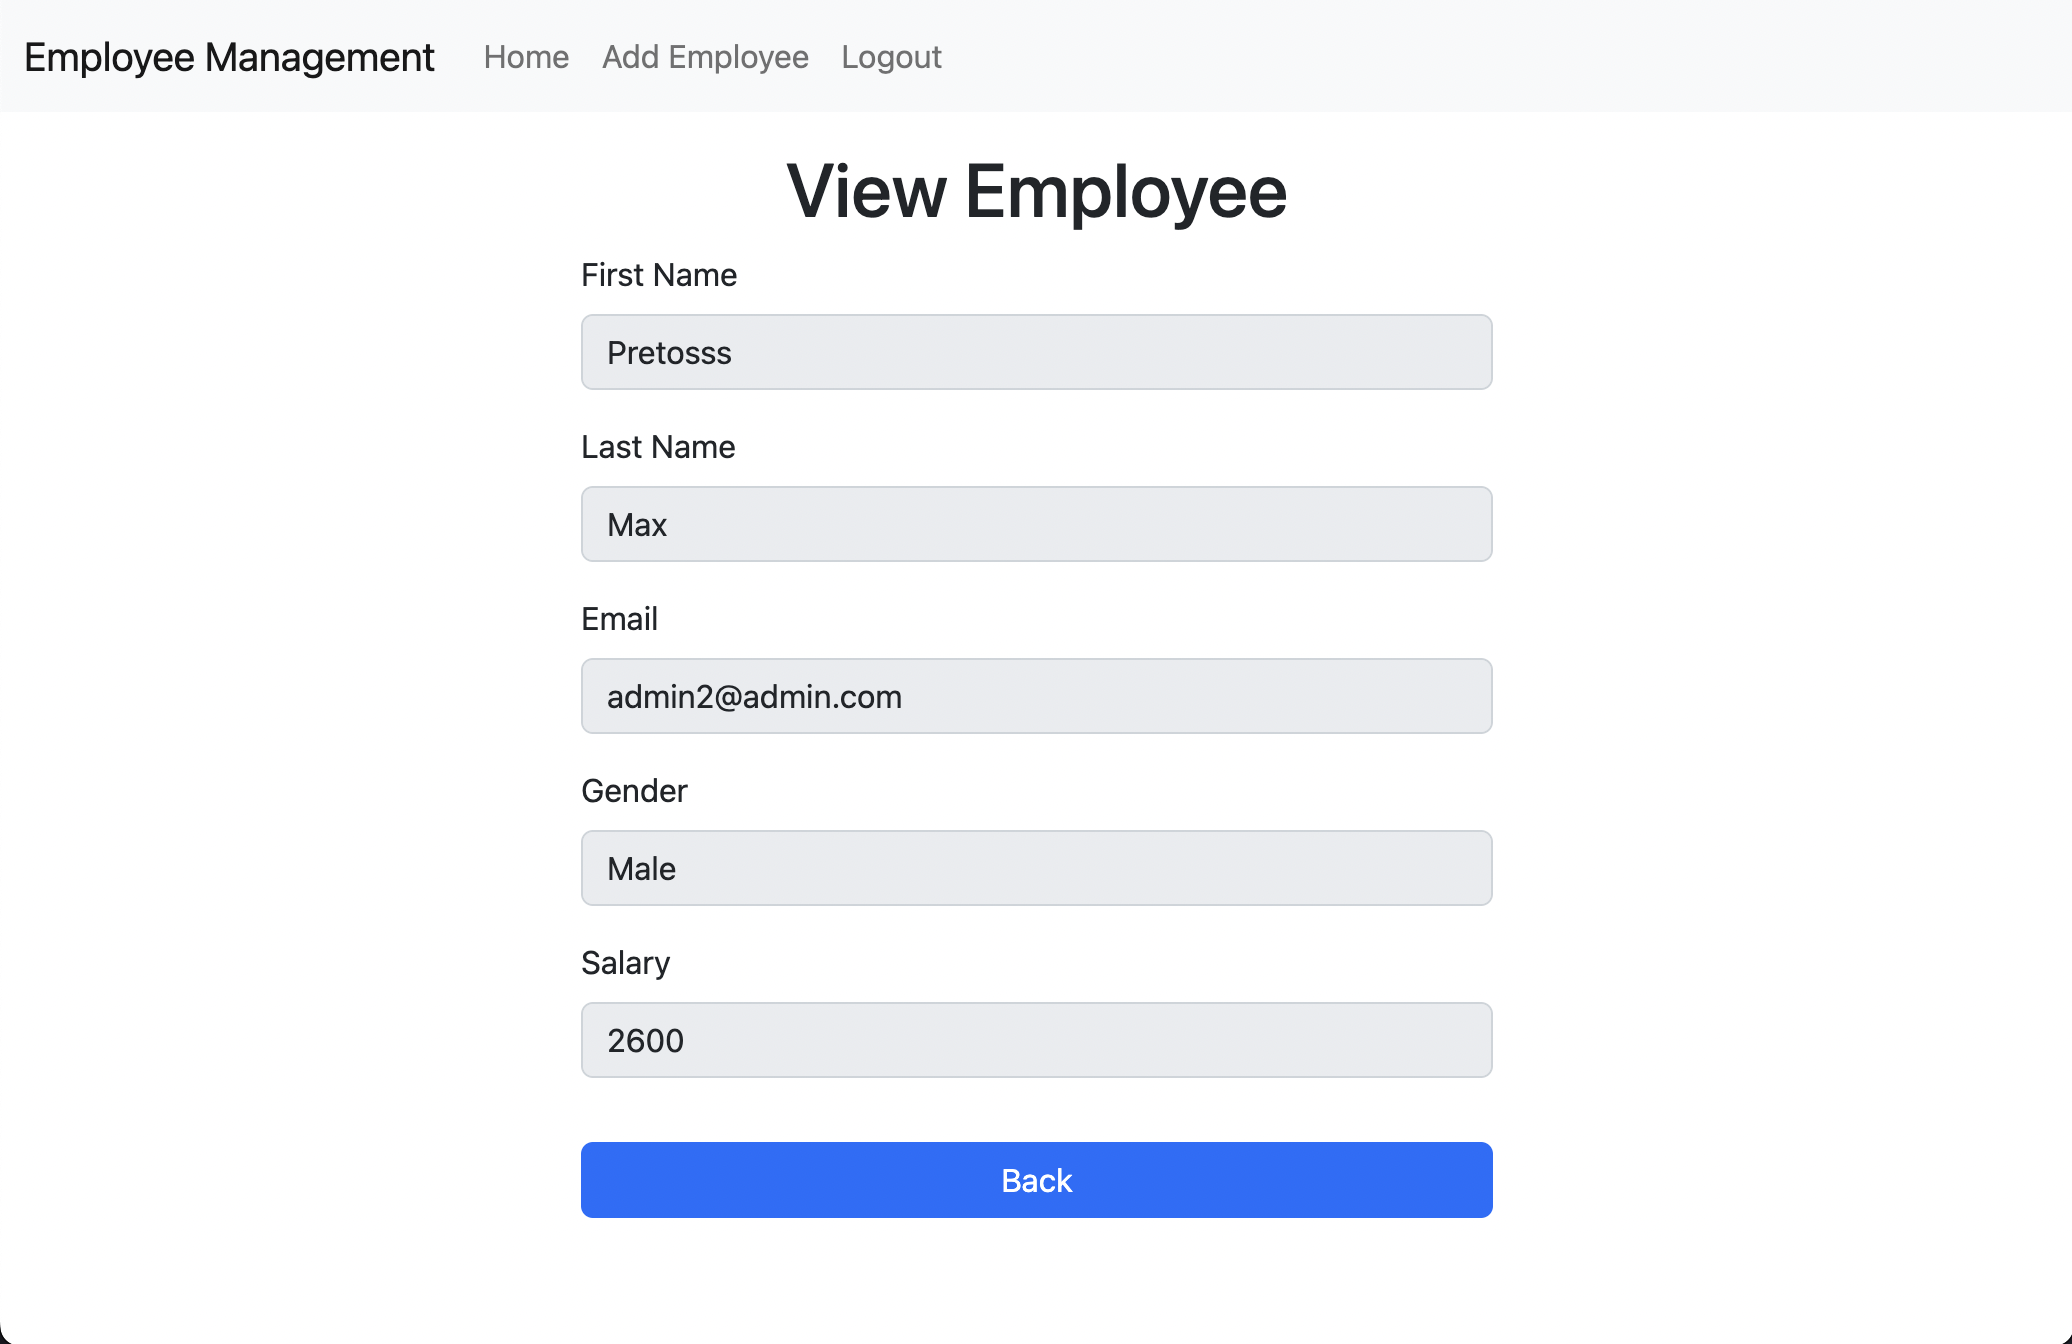 Employee Management Home Add Employee Logout
View Employee
First Name
Pretosss
Last Name
Max
Email
admin2@admin.com
Gender
Male
Salary
2600
Back